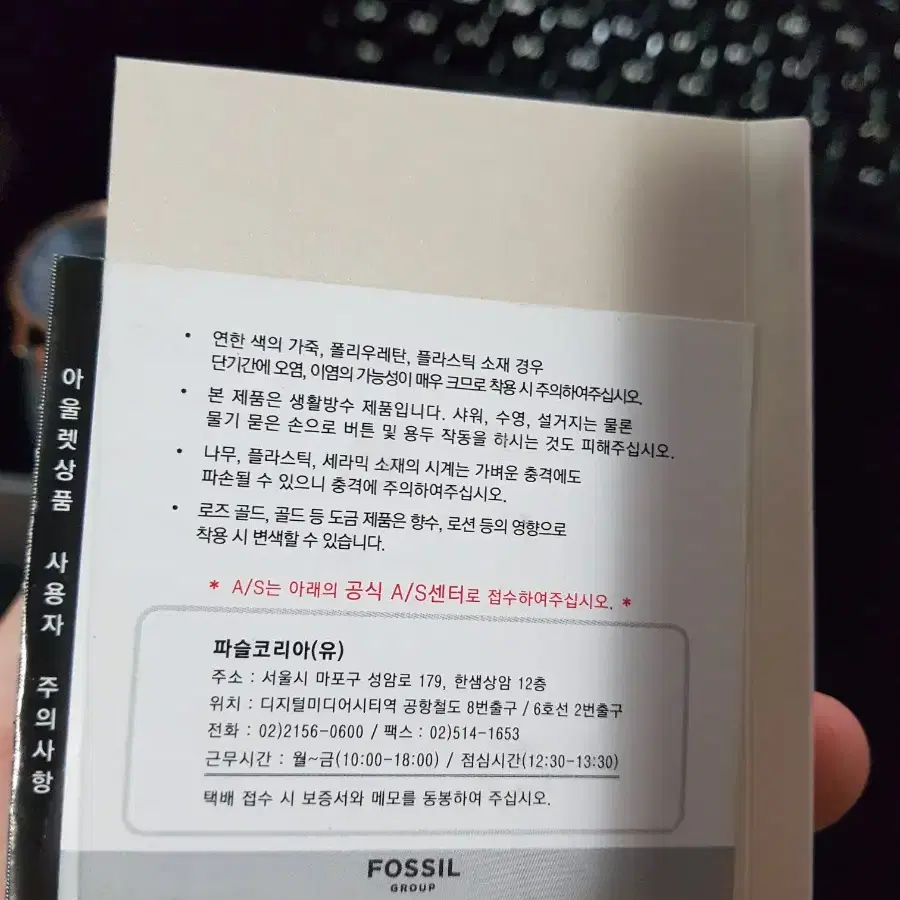 아울렛상품 사용자 주의사항
• 연한 색의 가죽, 폴리우레탄, 플라스틱 소재 경우
단기간에 오염, 이염의 가능성이 매우 크므로 착용 시 주의하여주십시오.
• 본 제품은 생활방수 제품입니다. 샤워, 수영, 설거지는 물론
물기 묻은 손으로 버튼 및 용두 작동을 하시는 것도 피해주십시오.
• 나무, 플라스틱, 세라믹 소재의 시계는 가벼운 충격에도
파손될 수 있으니 충격에 주의하여주십시오.
• 로즈 골드, 골드 등 도금 제품은 향수, 로션 등의 영향으로
착용 시 변색할 수 있습니다.
* A/S는 아래의 공식 A/S센터로 접수하여주십시오. *
파슬코리아(유)
주소 : 서울시 마포구 성암로 179, 한샘상암 12층
위치 : 디지털미디어시티역 공항철도 8번출구 / 6호선 2번출구
전화 : 02)2156-0600 / 팩스 : 02)514-1653
근무시간 : 월~금(10:00-18:00) / 점심시간(12:30-13:30)
택배 접수 시 보증서와 메모를 동봉하여 주십시오.
FOSSIL
GROUP